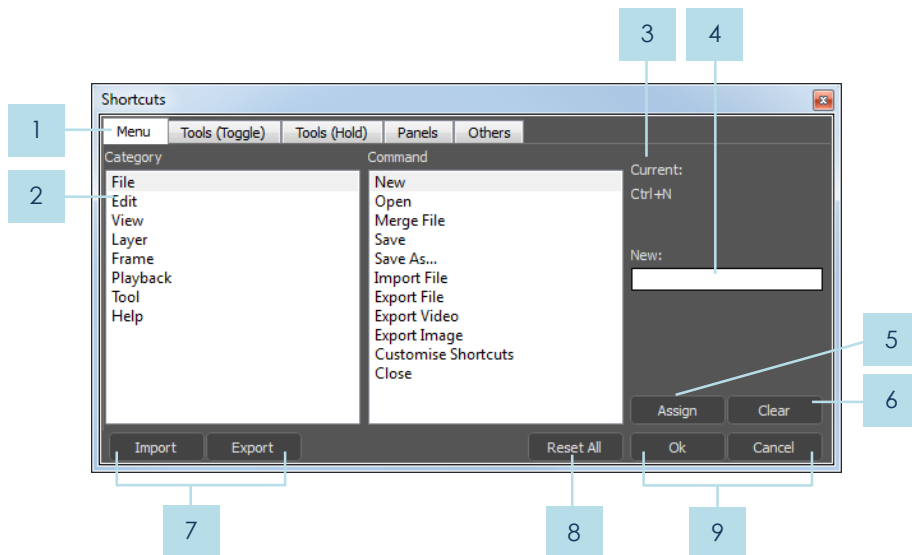 3
4
Shortcuts
1
Menu
Tools (Toggle)
Tools (Hold)
Panels
Others
Category
Command
Current:
2
File
Edit
View
Layer
Frame
Playback
Tool
Help
New
Open
Merge File
Save
Save As...
Import File
Export File
Export Video
Export Image
Customise Shortcuts
Close
Ctrl+N
New:
5
6
Assign
Clear
Import
Export
Reset All
Ok
Cancel
7
8
9